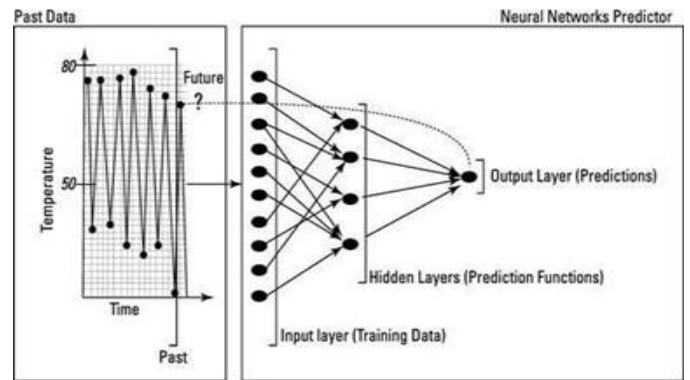 Past Data
Neural Networks Predictor
80
Future
?
Temperature
50
Time
Past
Output Layer (Predictions)
Hidden Layers (Prediction Functions)
Input layer (Training Data)